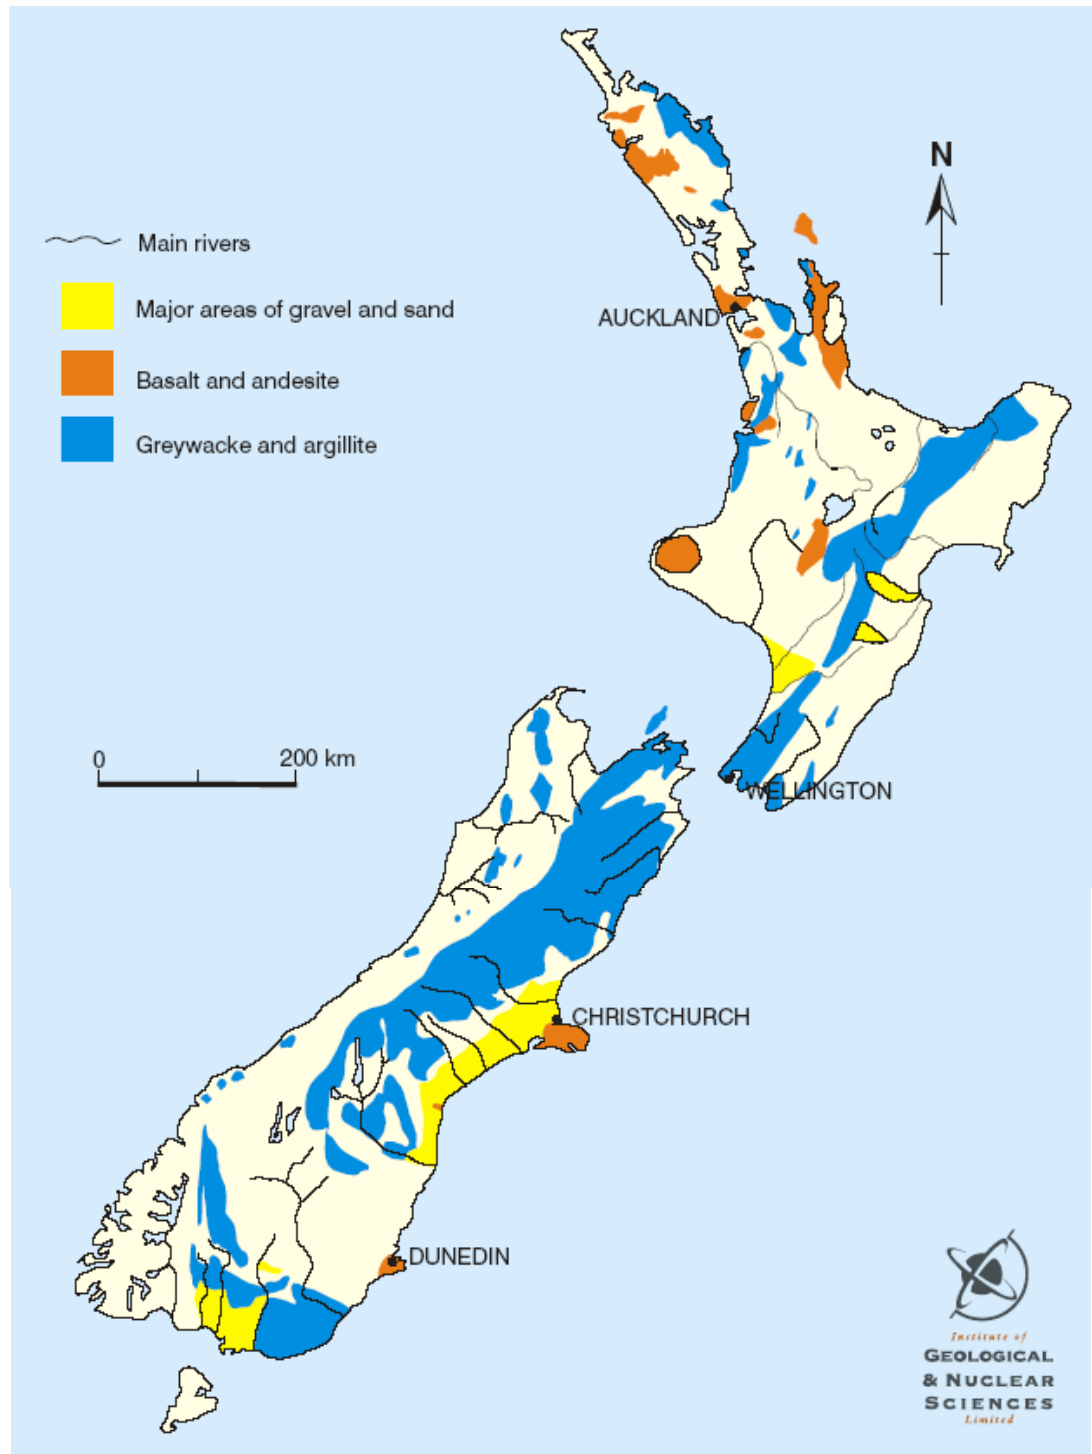 N
Main rivers
Major areas of gravel and sand
AUCKLAND
Basalt and andesite
Greywacke and argillite
0 200 km
WELLINGTON
CHRISTCHURCH
DUNEDIN
Institute of
GEOLOGICAL
& NUCLEAR
SCIENCES
Limited